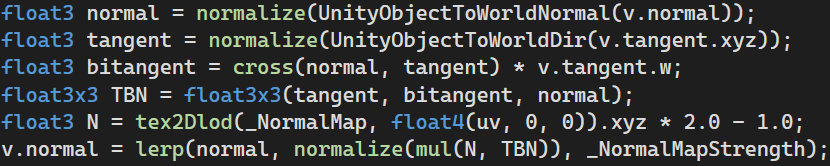 float3 normal = normalize(UnityObjectToWorldNormal(v.normal));
float3 tangent = normalize(UnityObjectToWorldDir(v.tangent.xyz));
float3 bitangent = cross(normal, tangent) * v.tangent.w;
float3x3 TBN = float3x3(tangent, bitangent, normal);
float3 N = tex2Dlod(_NormalMap, float4(uv, 0, 0)).xyz * 2.0 - 1.0;
v.normal = lerp(normal, normalize(mul(N, TBN)), _NormalMapStrength);